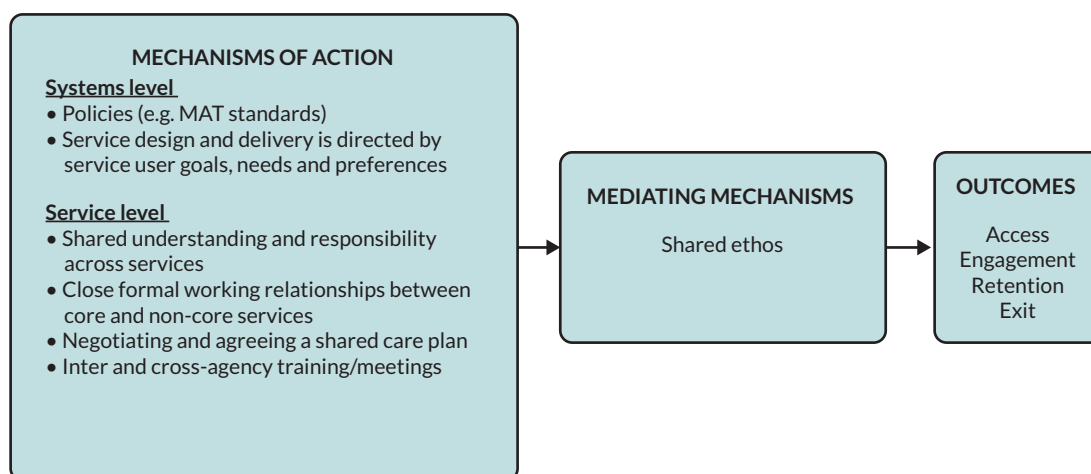 MECHANISMS OF ACTION
Systems level
• Policies (e.g. MAT standards)
• Service design and delivery is directed by
service user goals, needs and preferences
Service level
• Shared understanding and responsibility
across services
• Close formal working relationships between
core and non-core services
• Negotiating and agreeing a shared care plan
• Inter and cross-agency training/meetings
MEDIATING MECHANISMS
Shared ethos
OUTCOMES
Access
Engagement
Retention
Exit